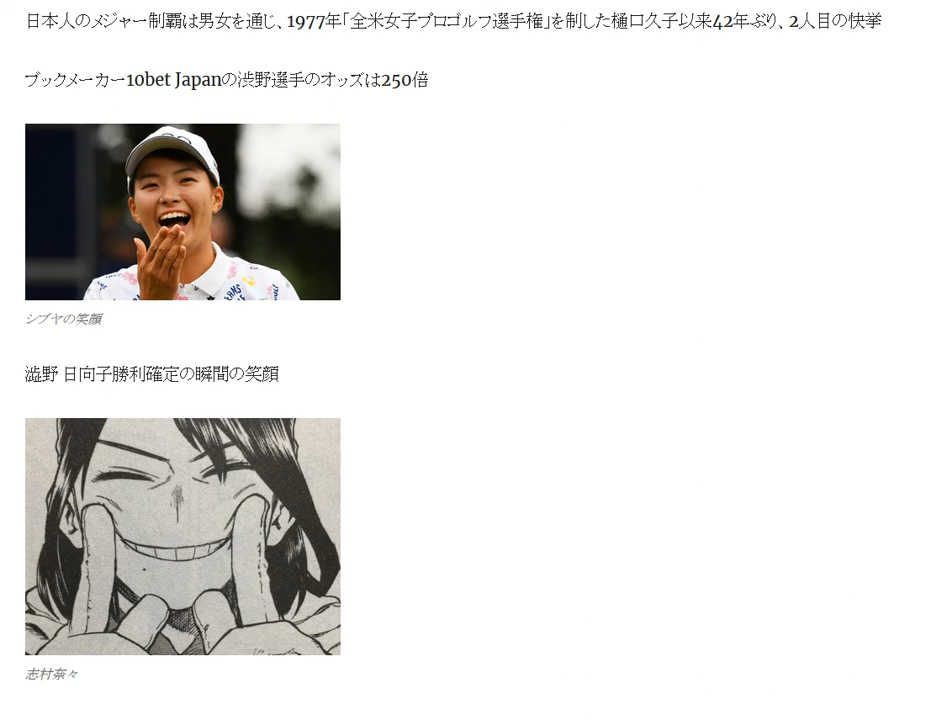 日本人のメジャー制覇は男女を通じ、1977年「全米女子プロゴルフ選手権」を制した樋口久子以来42年ぶり、2人目の快挙
ブックメーカー10bet Japanの渋野選手のオッズは250倍
シブヤの笑顔
澁野 日向子勝利確定の瞬間の笑顔
志村奈々